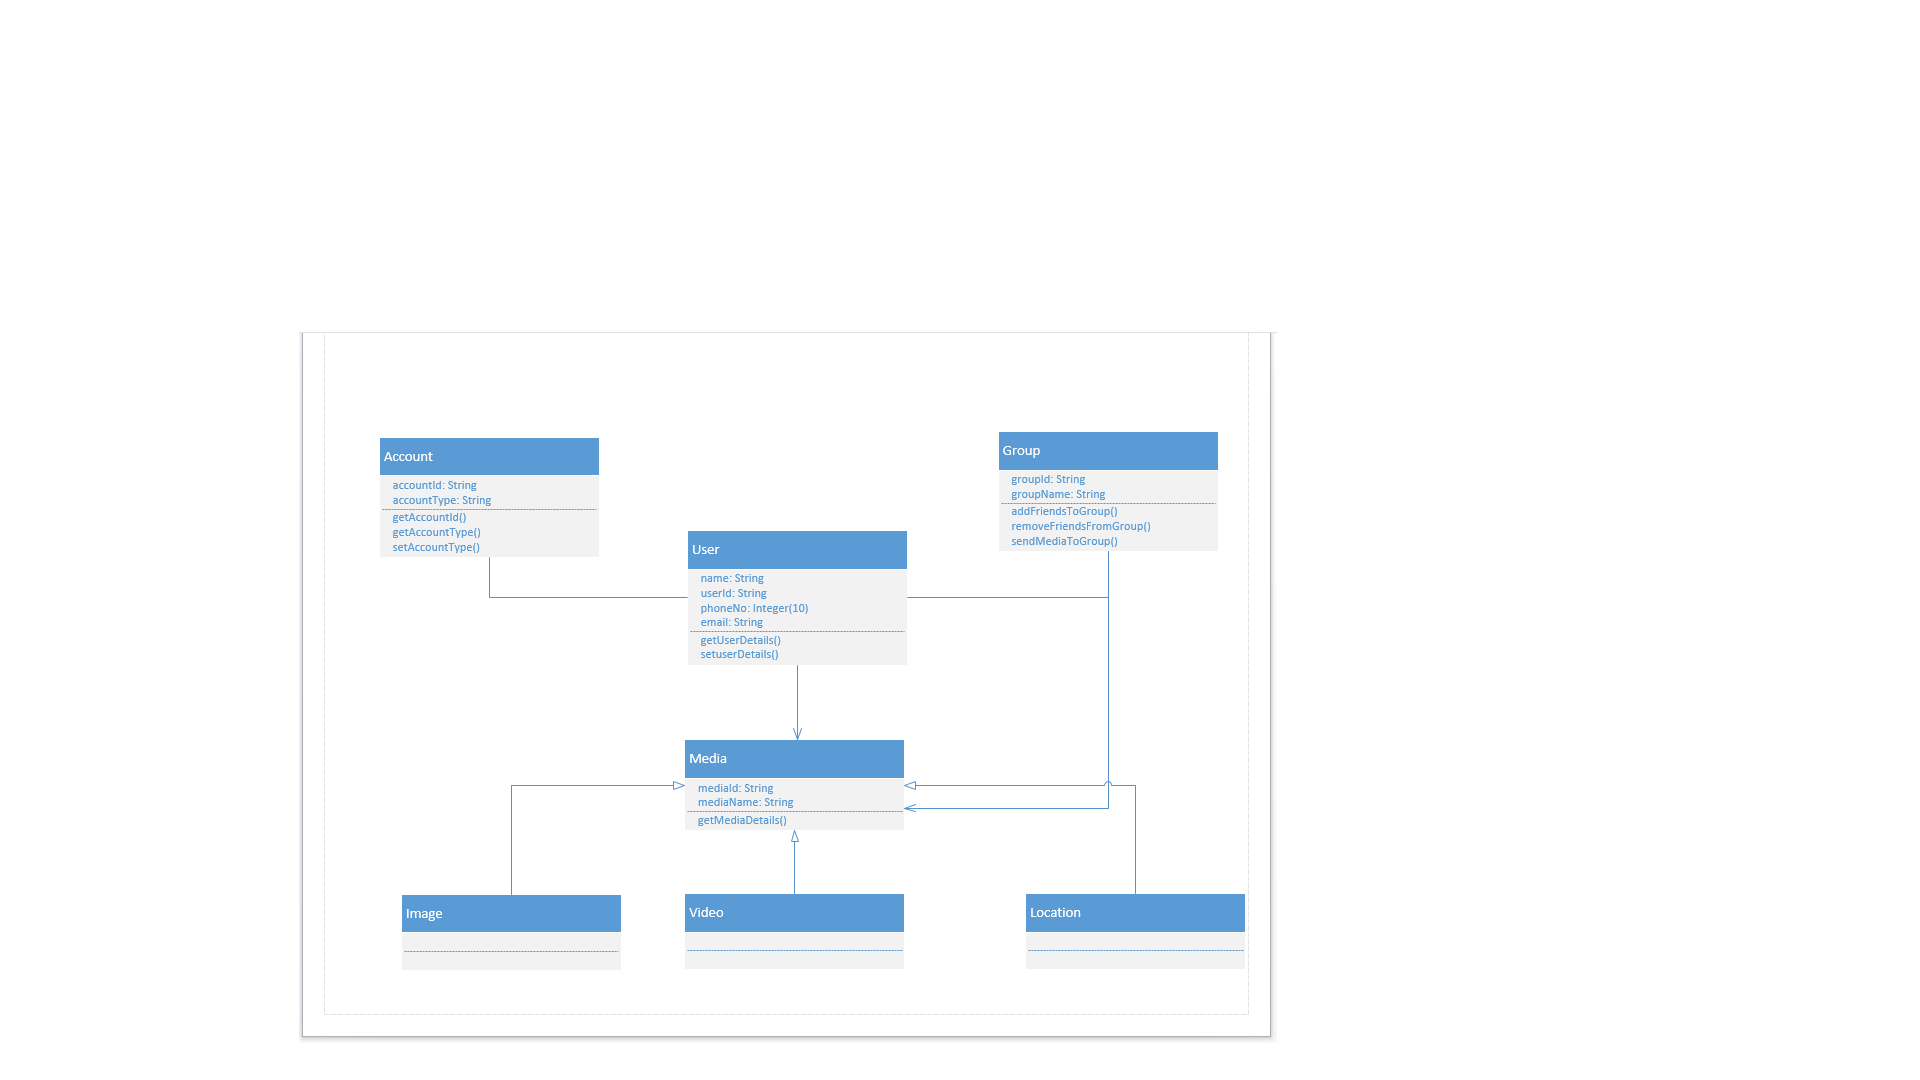 Account
accountId: String
accountType: String
getAccountId()
getAccountType()
setAccountType()
Group
groupId: String
groupName: String
addFriendsToGroup()
removeFriendsFromGroup()
sendMediaToGroup()
User
name: String
userId: String
phoneNo: Integer(10)
email: String
getUserDetails()
setuserDetails()
Media
mediaId: String
mediaName: String
getMediaDetails()
Image
Video
Location